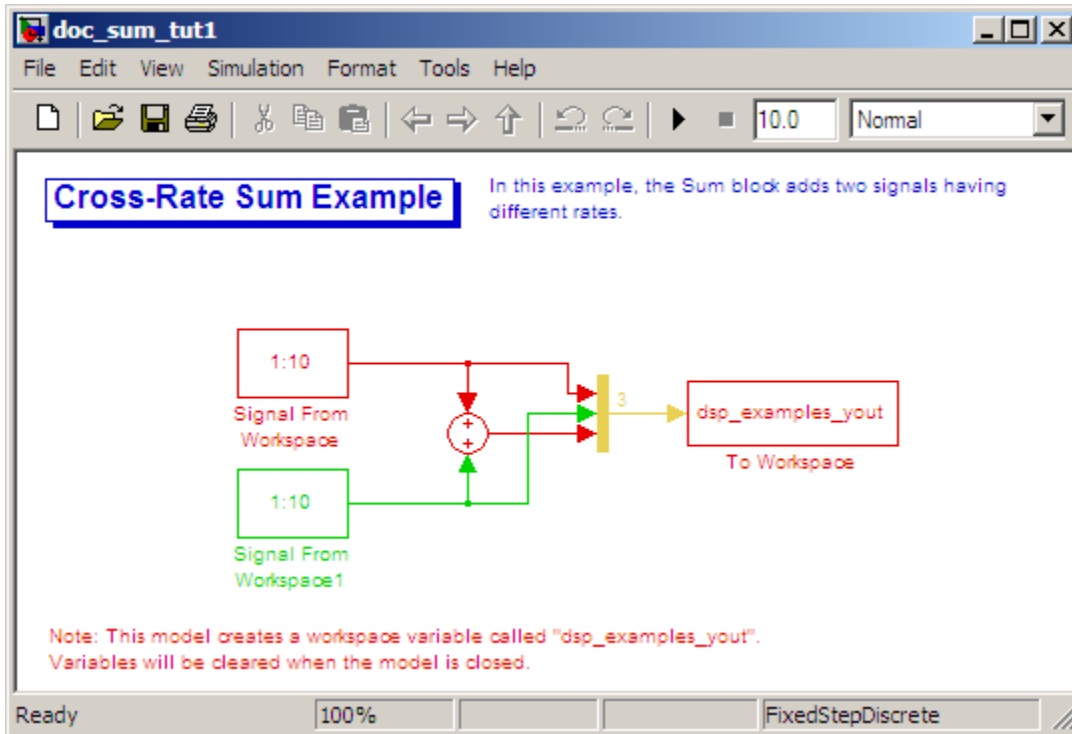 doc_sum_tut1
File Edit View Simulation Format Tools Help
10.0 Normal
Cross-Rate Sum Example
In this example, the Sum block adds two signals having
different rates.
1:10
Signal From
Workspace
+
+
3
dsp_examples_yout
To Workspace
1:10
Signal From
Workspace1
Note: This model creates a workspace variable called "dsp_examples_yout".
Variables will be cleared when the model is closed.
Ready 100% FixedStepDiscrete